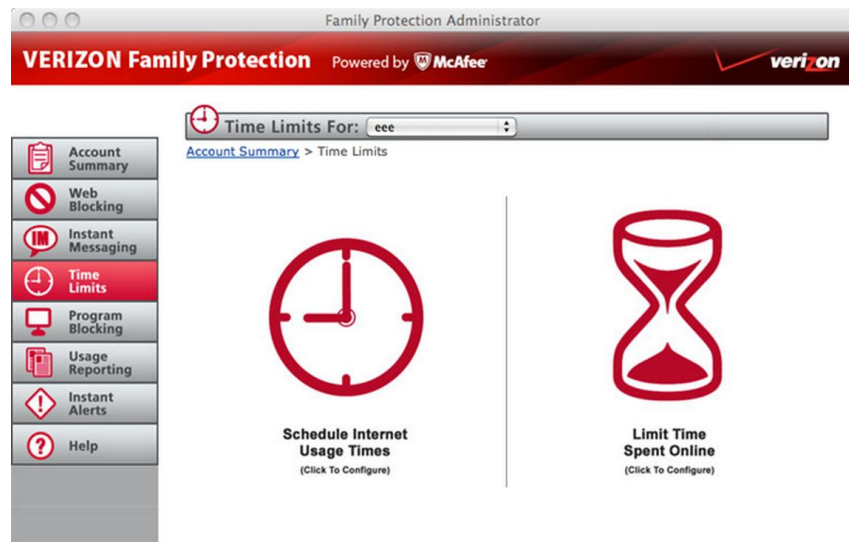 Family Protection Administrator
VERIZON Family Protection Powered by McAfee
verizon
Time Limits For: eee
Account Summary > Time Limits
Account
Summary
Web
Blocking
IM
Instant
Messaging
Time
Limits
Program
Blocking
Usage
Reporting
Instant
Alerts
Help
Schedule Internet
Usage Times
(Click To Configure)
Limit Time
Spent Online
(Click To Configure)